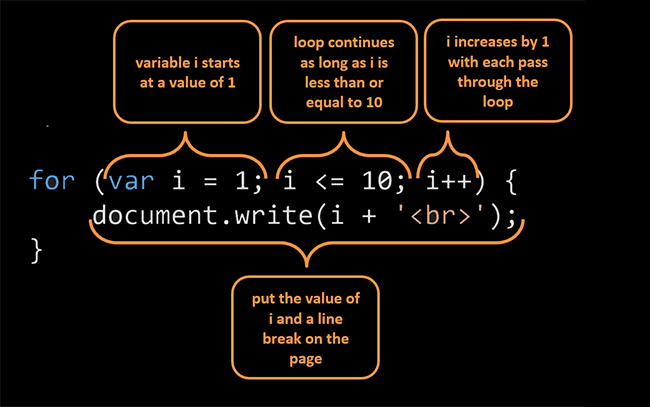 variable i starts
at a value of 1
loop continues
as long as i is
less than or
equal to 10
i increases by 1
with each pass
through the
loop
for (var i = 1; i <= 10; i++) {
document.write(i + '<br>');
}
put the value of
i and a line
break on the
page